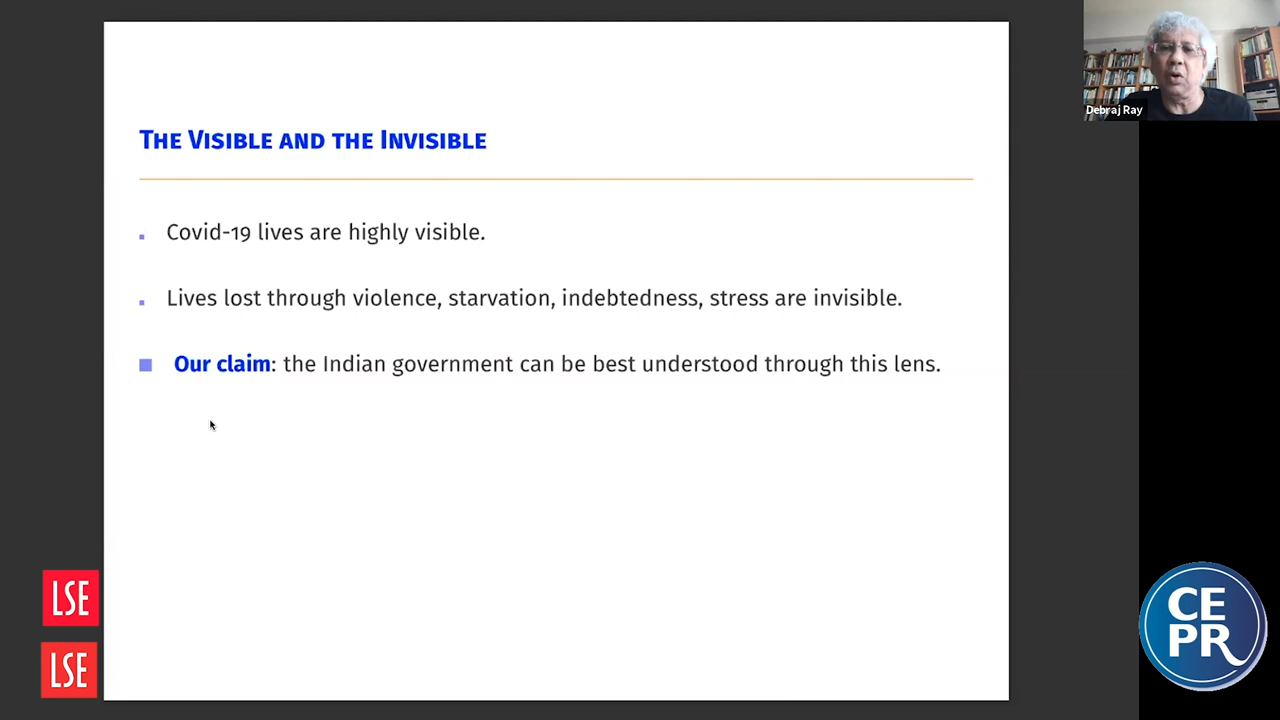 Debraj Ray
The Visible and the Invisible
Covid-19 lives are highly visible.
Lives lost through violence, starvation, indebtedness, stress are invisible.
Our claim: the Indian government can be best understood through this lens.
LSE
LSE
CE
PR